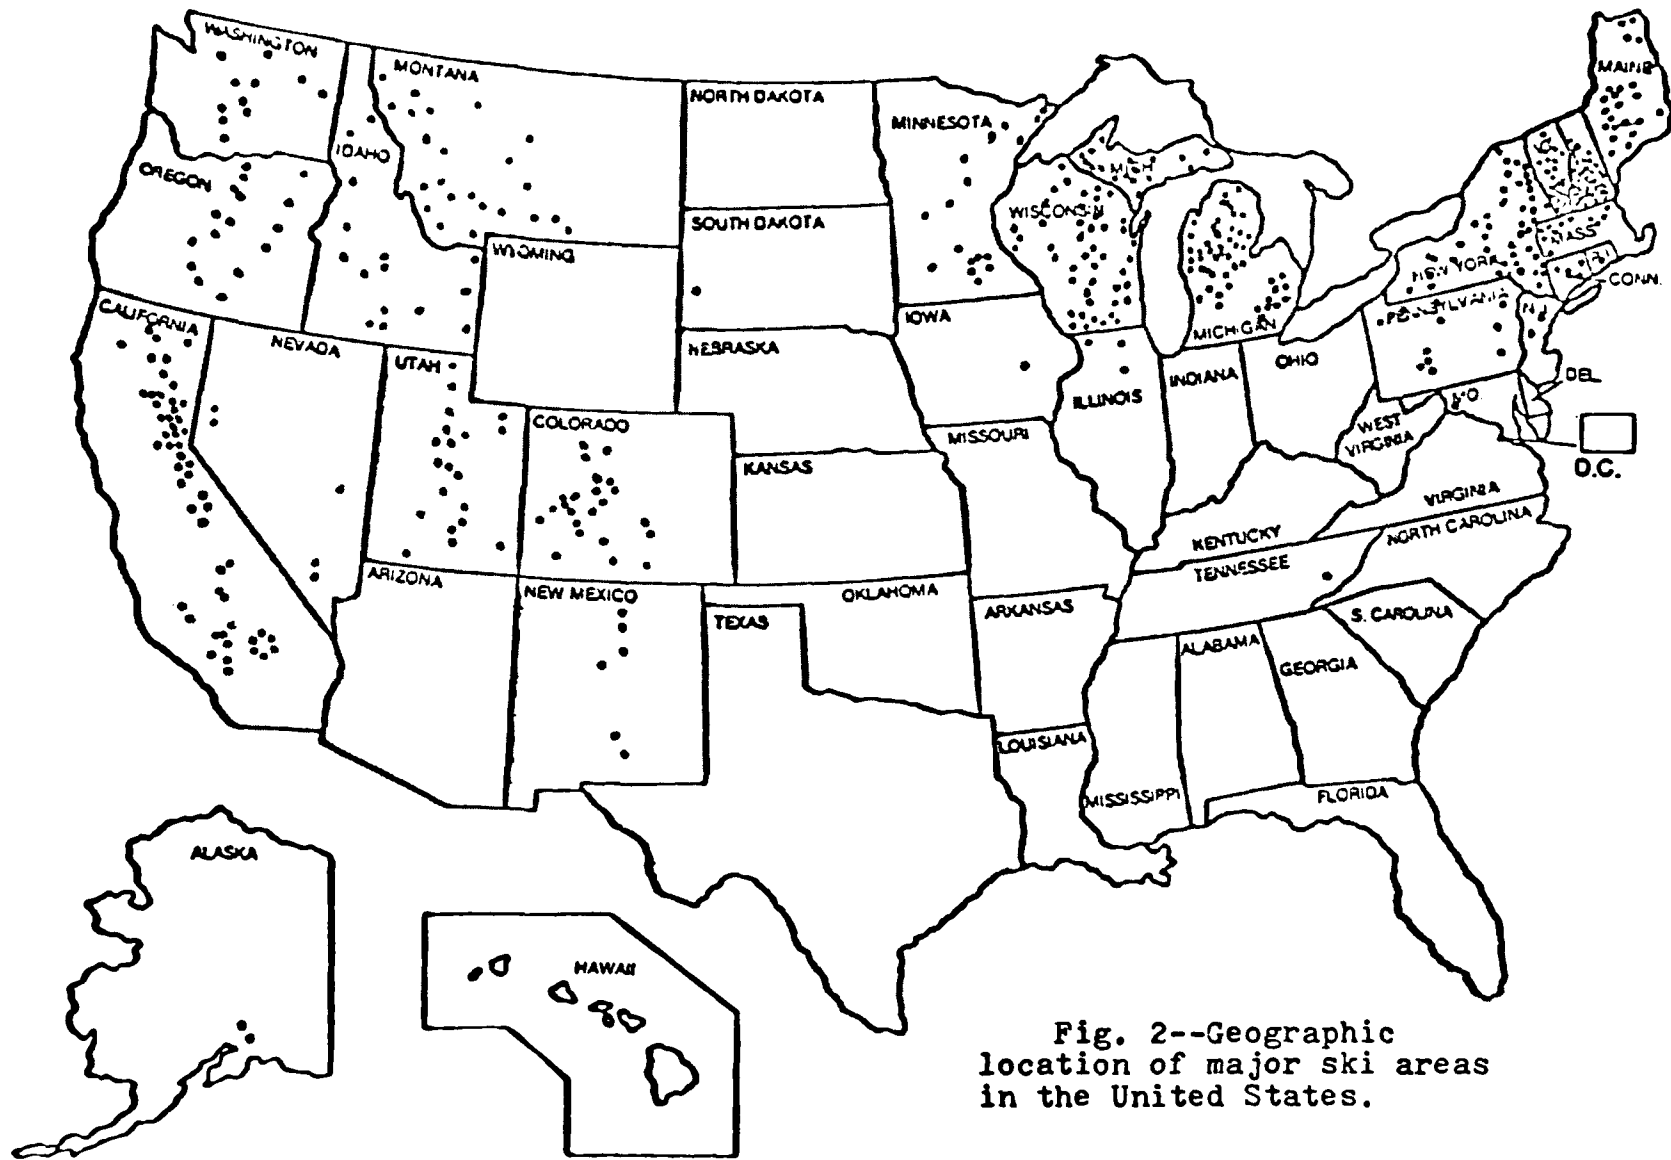 WASHINGTON
MONTANA
NORTH DAKOTA
MINNESOTA
MAINE
IDAHO
OREGON
MICH
WISCONSIN
SOUTH DAKOTA
WYOMING
MASS
NEW YORK
R.I.
CONN.
CALIFORNIA
NEVADA
UTAH
IOWA
NEBRASKA
MICHIGAN
PENNSYLVANIA
N.J.
OHIO
INDIANA
ILLINOIS
DEL
MD.
COLORADO
MISSOURI
WEST
VIRGINIA
KANSAS
D.C.
VIRGINIA
KENTUCKY
NORTH CAROLINA
TENNESSEE
ARIZONA
NEW MEXICO
OKLAHOMA
ARKANSAS
TEXAS
S. CAROLINA
ALABAMA
GEORGIA
LOUISIANA
MISSISSIPPI
FLORIDA
ALASKA
HAWAII
Fig. 2--Geographic
location of major ski areas
in the United States.